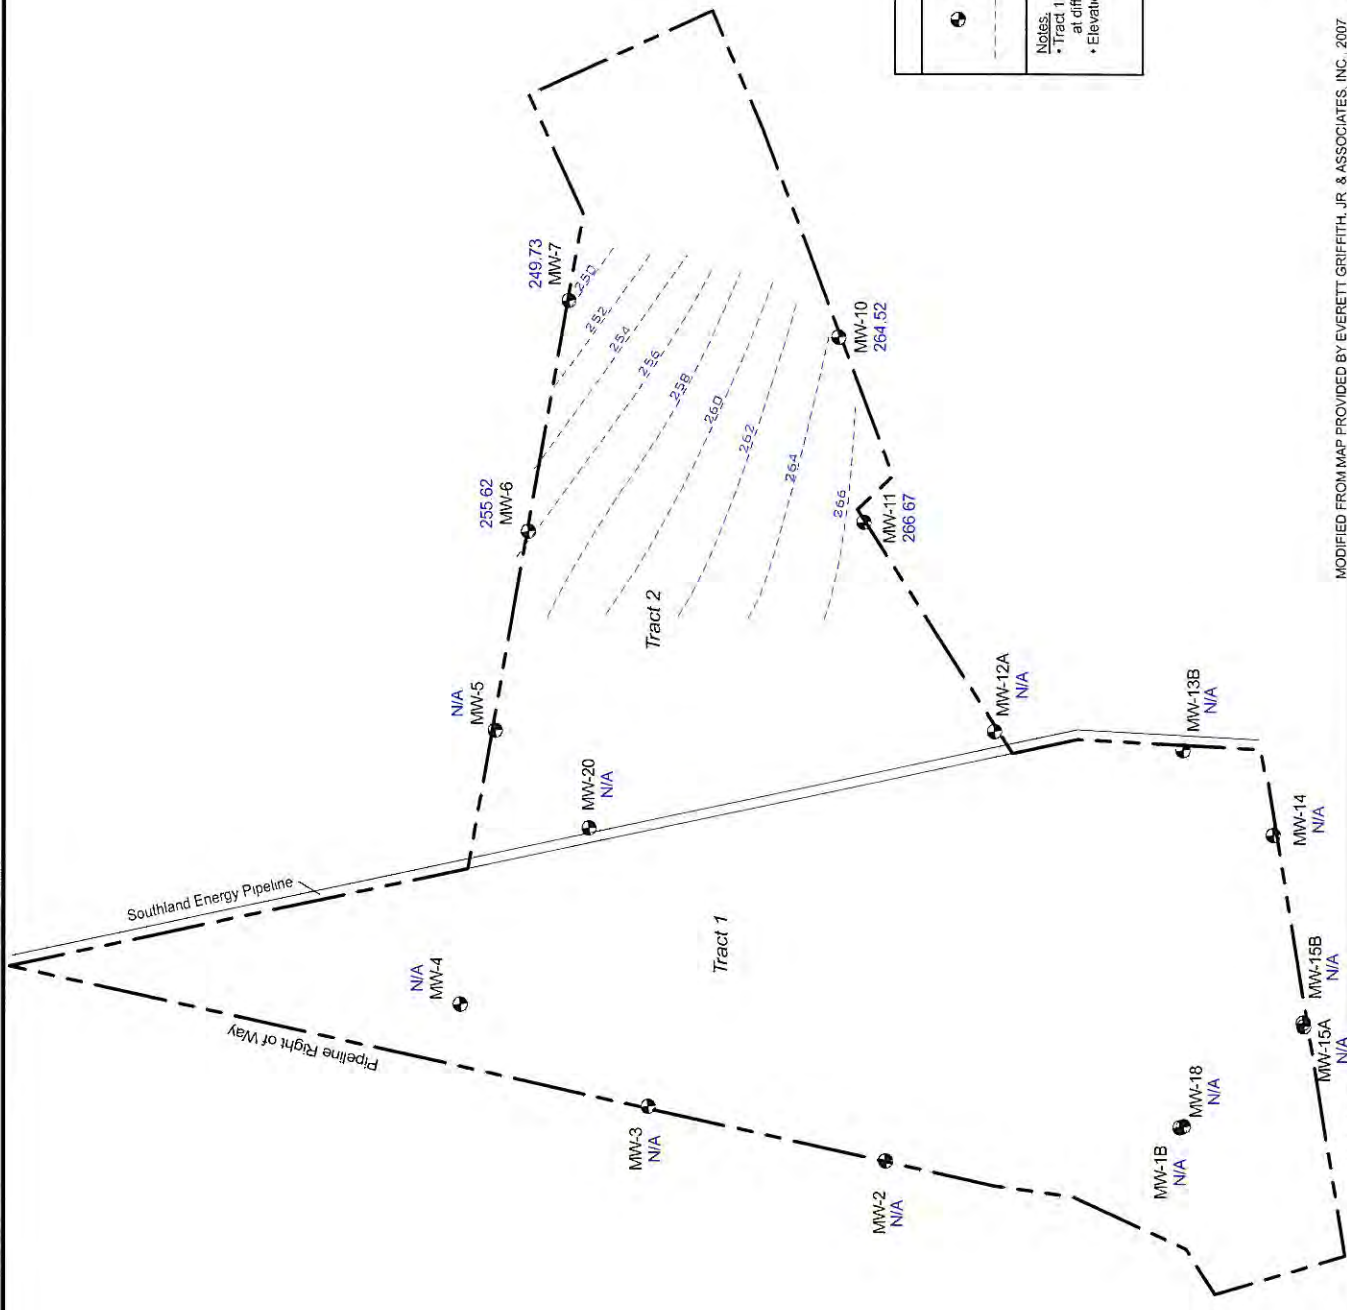 Southland Energy Pipeline
Pipeline Right of Way
N/A
MW-4
MW-3
N/A
MW-2
N/A
MW-1B
N/A
MW-18
N/A
MW-15A
N/A
MW-15B
N/A
MW-14
N/A
MW-13B
N/A
MW-12A
N/A
MW-20
N/A
N/A
MW-5
255 62
MW-6
249.73
MW-7
MW-10
264.52
MW-11
266 67
Tract 1
Tract 2
250
252
254
256
258
260
262
264
266
Notes.
• Tract 1
at
• 
MODIFIED FROM MAP PROVIDED BY EVERETT GRIFFITH, JR & ASSOCIATES, INC, 2007